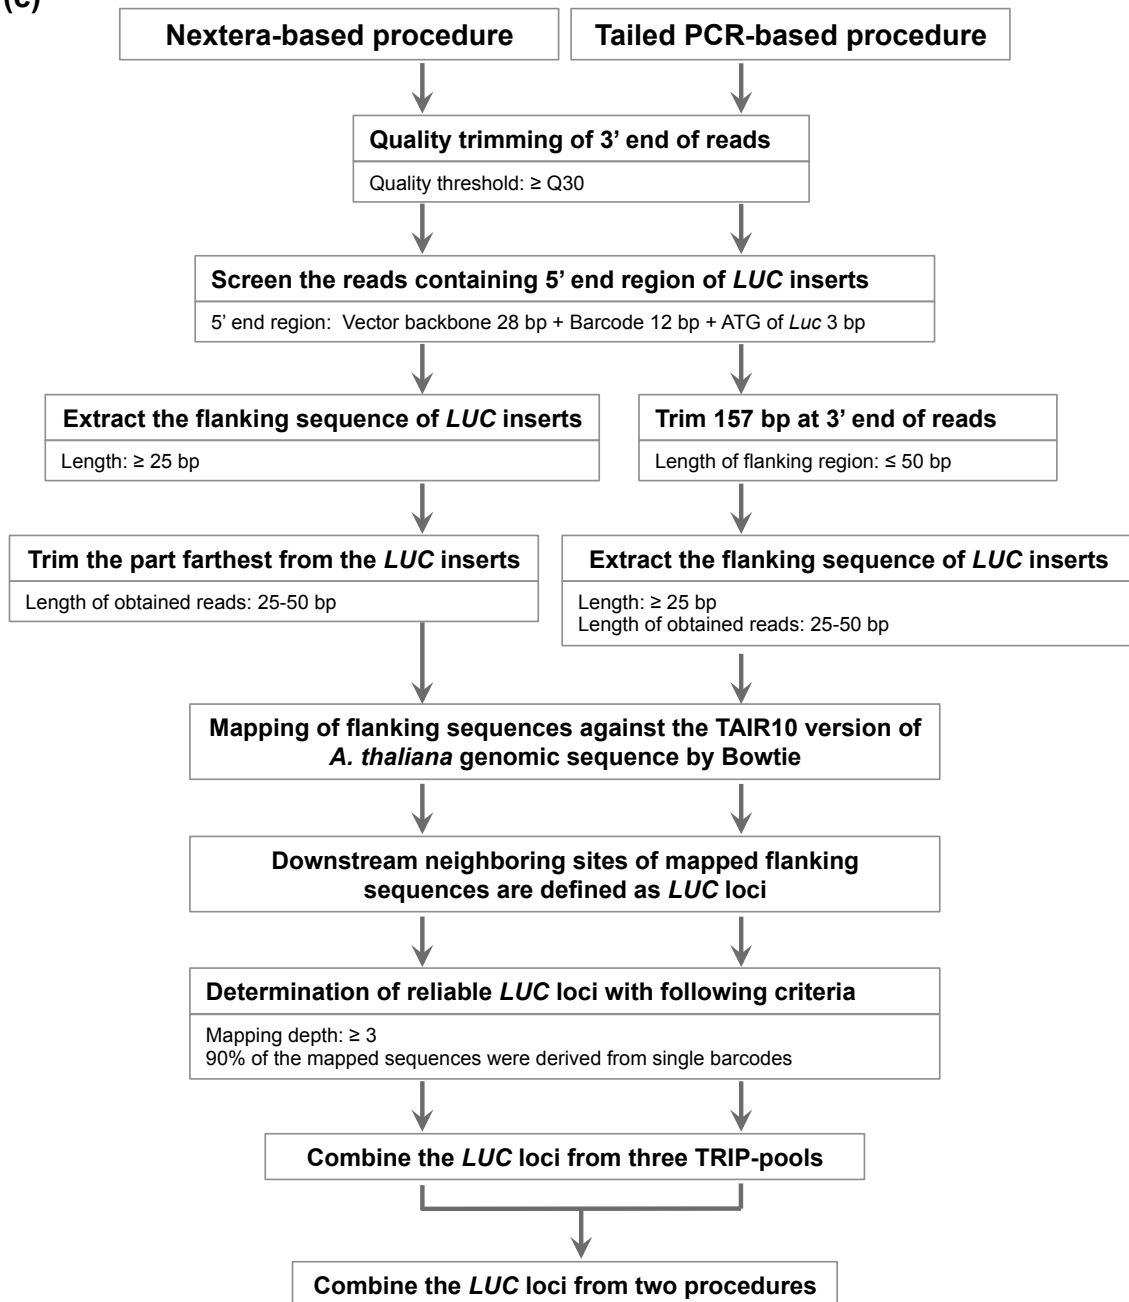 (c)
Nextera-based procedure
Tailed PCR-based procedure
Quality trimming of 3’ end of reads
Quality threshold: ≥ Q30
Screen the reads containing 5’ end region of LUC inserts
5’ end region:  Vector backbone 28 bp + Barcode 12 bp + ATG of Luc 3 bp
Extract the flanking sequence of LUC inserts
Length: ≥ 25 bp
Trim 157 bp at 3’ end of reads
Length of flanking region: ≤ 50 bp
Trim the part farthest from the LUC inserts
Length of obtained reads: 25-50 bp
Extract the flanking sequence of LUC inserts
Length: ≥ 25 bp
Length of obtained reads: 25-50 bp
Mapping of flanking sequences against the TAIR10 version of
A. thaliana genomic sequence by Bowtie
Downstream neighboring sites of mapped flanking
sequences are defined as LUC loci
Determination of reliable LUC loci with following criteria
Mapping depth: ≥ 3
90% of the mapped sequences were derived from single barcodes
Combine the LUC loci from three TRIP-pools
Combine the LUC loci from two procedures